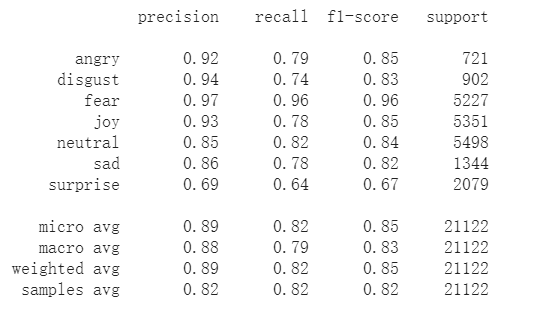 precision recall f1-score support
angry 0.92 0.79 0.85 721
disgust 0.94 0.74 0.83 902
fear 0.97 0.96 0.96 5227
joy 0.93 0.78 0.85 5351
neutral 0.85 0.82 0.84 5498
sad 0.86 0.78 0.82 1344
surprise 0.69 0.64 0.67 2079
micro avg 0.89 0.82 0.85 21122
macro avg 0.88 0.79 0.83 21122
weighted avg 0.89 0.82 0.85 21122
samples avg 0.82 0.82 0.82 21122